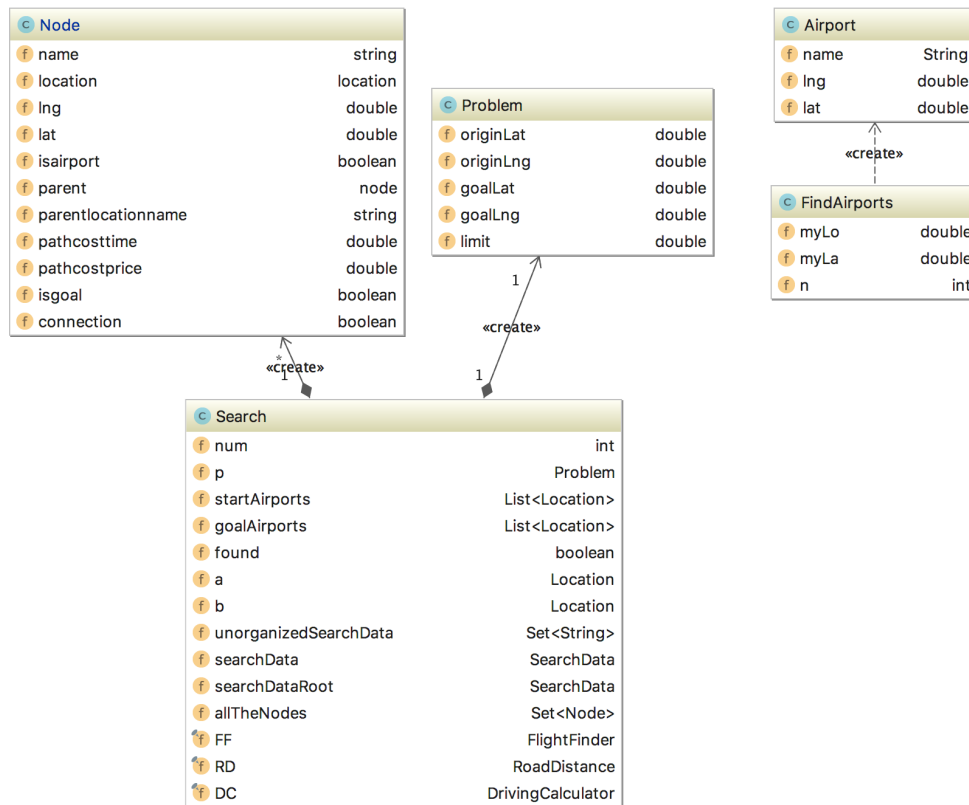 C Node
f name string
f location location
f lng double
f lat double
f isairport boolean
f parent node
f parentlocationname string
f pathcosttime double
f pathcostprice double
f isgoal boolean
f connection boolean
C Problem
f originLat double
f originLng double
f goalLat double
f goalLng double
f limit double
C Airport
f name String
f lng double
f lat double
«create»
C FindAirports
f myLo double
f myLa double
f n int
1
«create»
1
*
«create»
1
C Search
f num int
f p Problem
f startAirports List<Location>
f goalAirports List<Location>
f found boolean
f a Location
f b Location
f unorganizedSearchData Set<String>
f searchData SearchData
f searchDataRoot SearchData
f allTheNodes Set<Node>
f FF FlightFinder
f RD RoadDistance
f DC DrivingCalculator